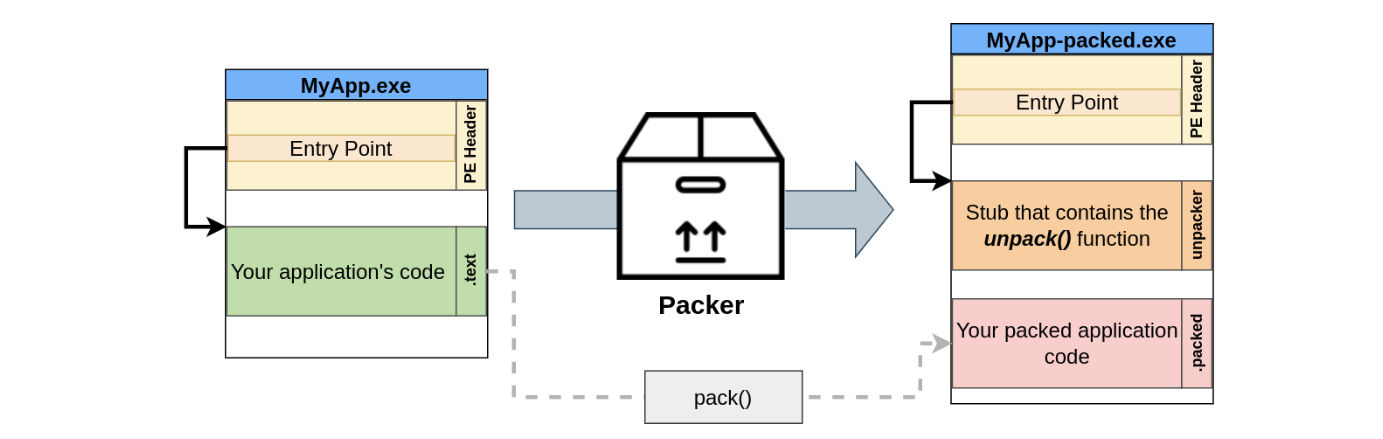 MyApp.exe
Entry Point
PE Header
Your application's code
.text
Packer
pack()
MyApp-packed.exe
Entry Point
PE Header
Stub that contains the
unpack() function
unpacker
Your packed application
code
.packed